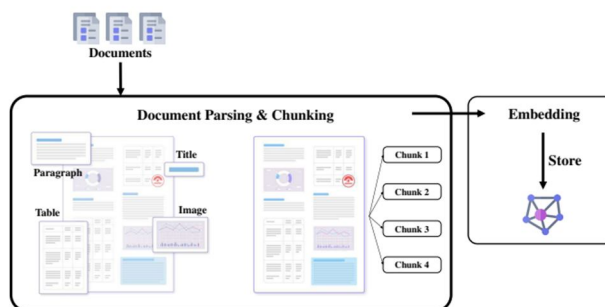 Documents
Document Parsing & Chunking
Embedding
Paragraph
Title
Table
Image
Chunk 1
Chunk 2
Chunk 3
Chunk 4
Store